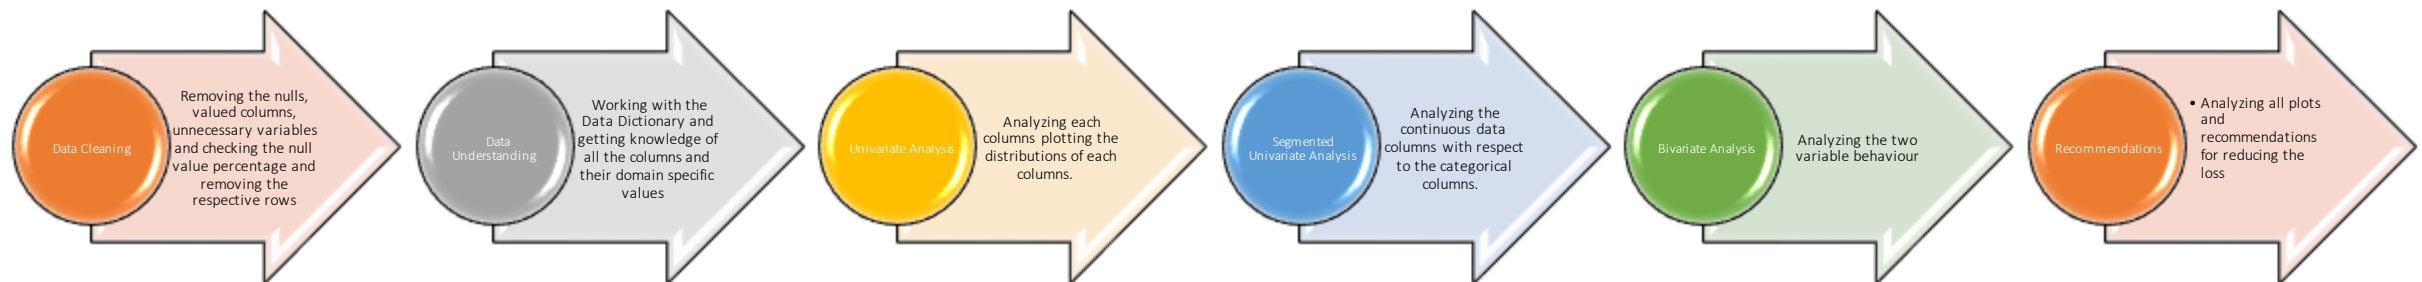 Data Cleaning
Removing the nulls,
valued columns,
unnecessary variables
and checking the null
value percentage and
removing the
respective rows
Data
Understanding
Working with the
Data Dictionary and
getting knowledge of
all the columns and
their domain specific
values
Univariate Analysis
Analyzing each
columns plotting the
distributions of each
columns.
Segmented
Univariate Analysis
Analyzing the
continuous data
columns with respect
to the categorical
columns.
Bivariate Analysis
Analyzing the two
variable behaviour
Recommendations
• Analyzing all plots
and
recommendations
for reducing the
loss